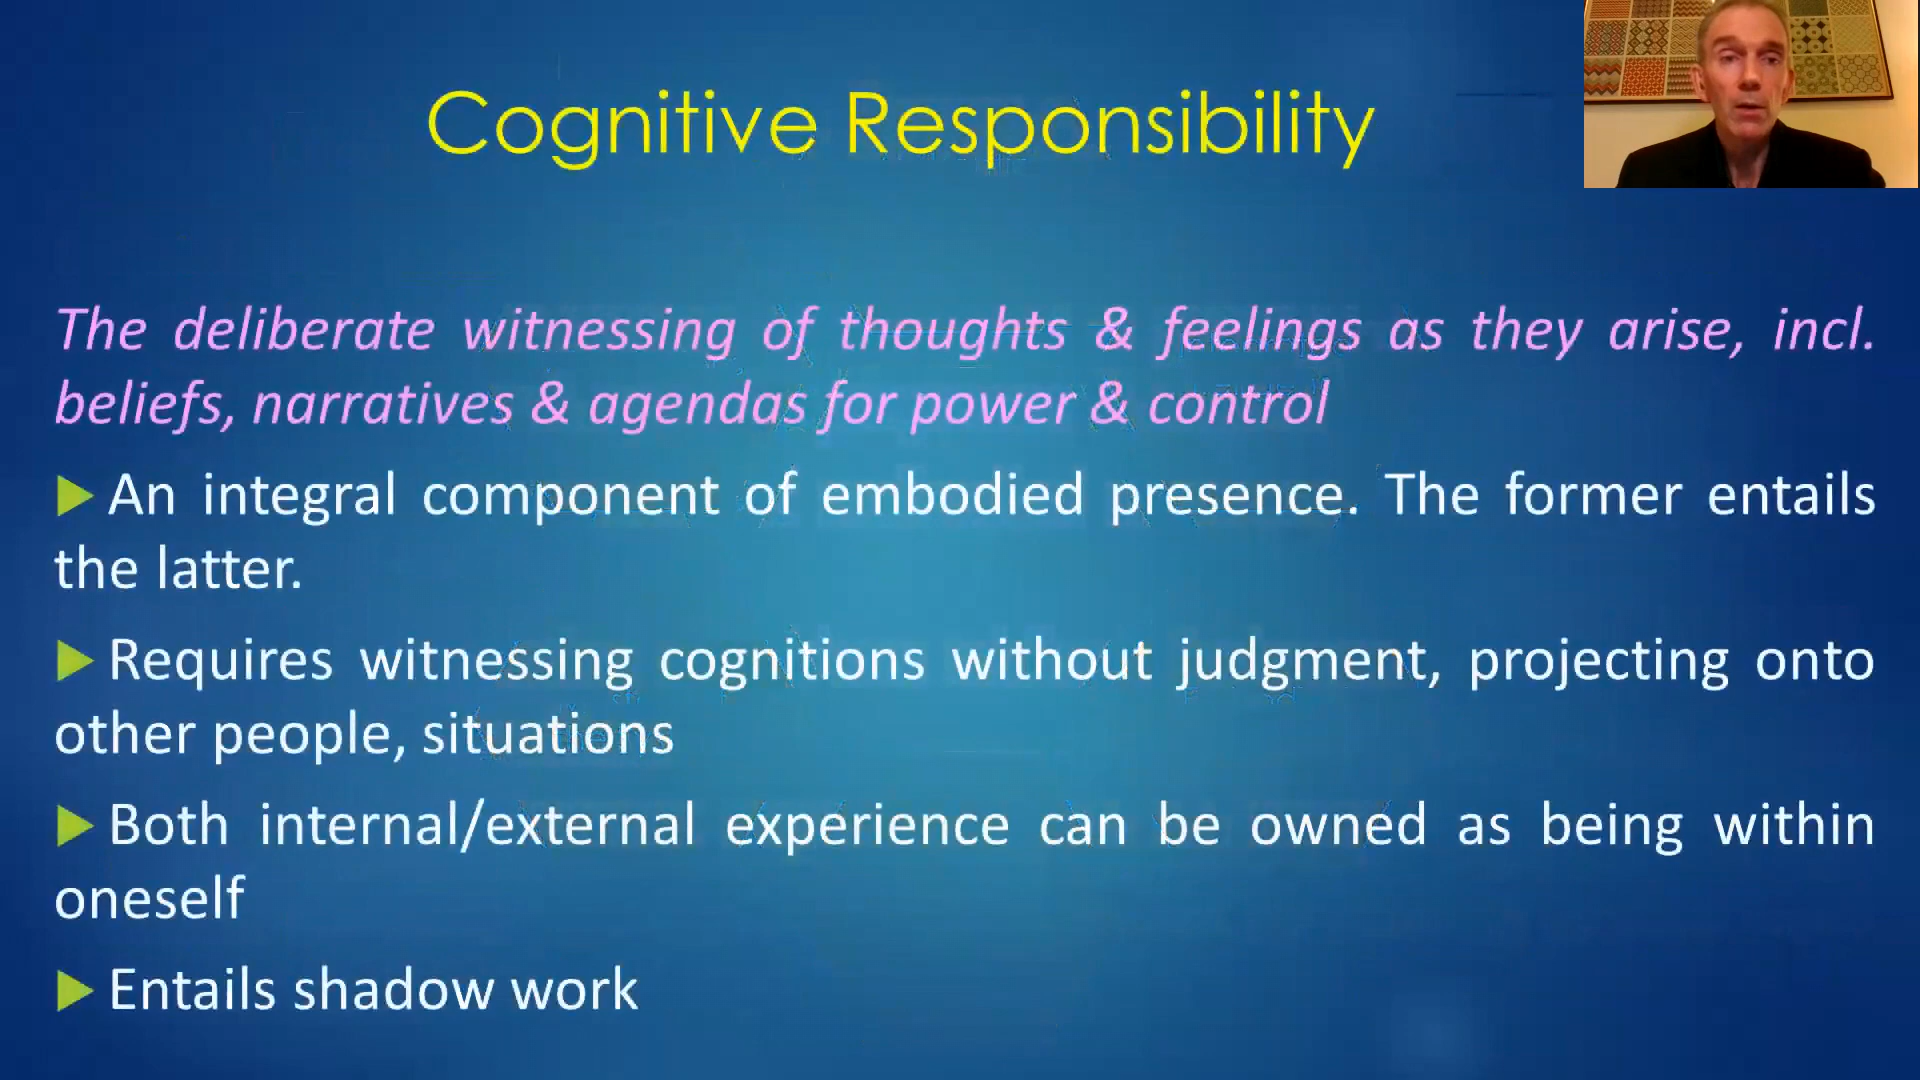 Cognitive Responsibility
The deliberate witnessing of thoughts & feelings as they arise, incl.
beliefs, narratives & agendas for power & control
An integral component of embodied presence. The former entails
the latter.
Requires witnessing cognitions without judgment, projecting onto
other people, situations
Both internal/external experience can be owned as being within
oneself
Entails shadow work